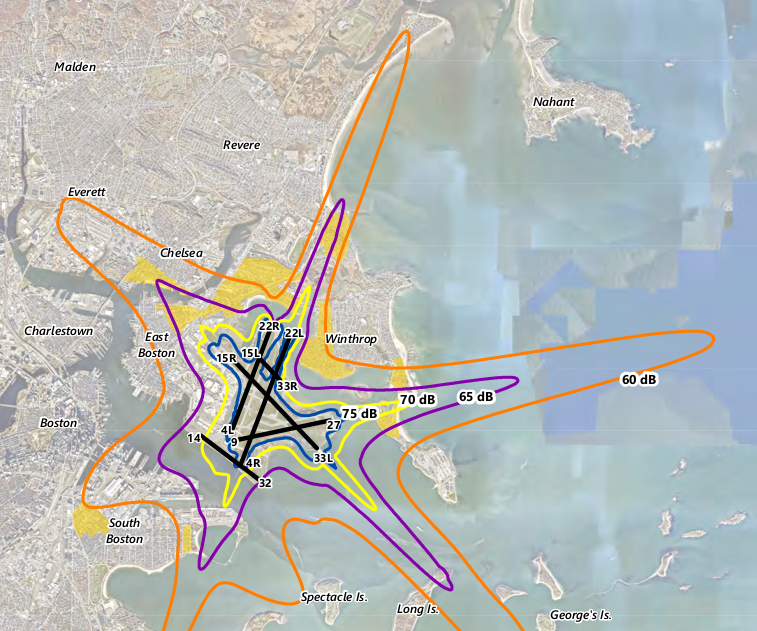 Malden
Nahant
Revere
Everett
Chelsea
Charlestown
East
Boston
22R
22L
Winthrop
15R
15L
33R
60 dB
65 dB
70 dB
75 dB
Boston
4L
27
14
9
33L
4R
32
South
Boston
Spectacle Is.
Long Is.
George's Is.